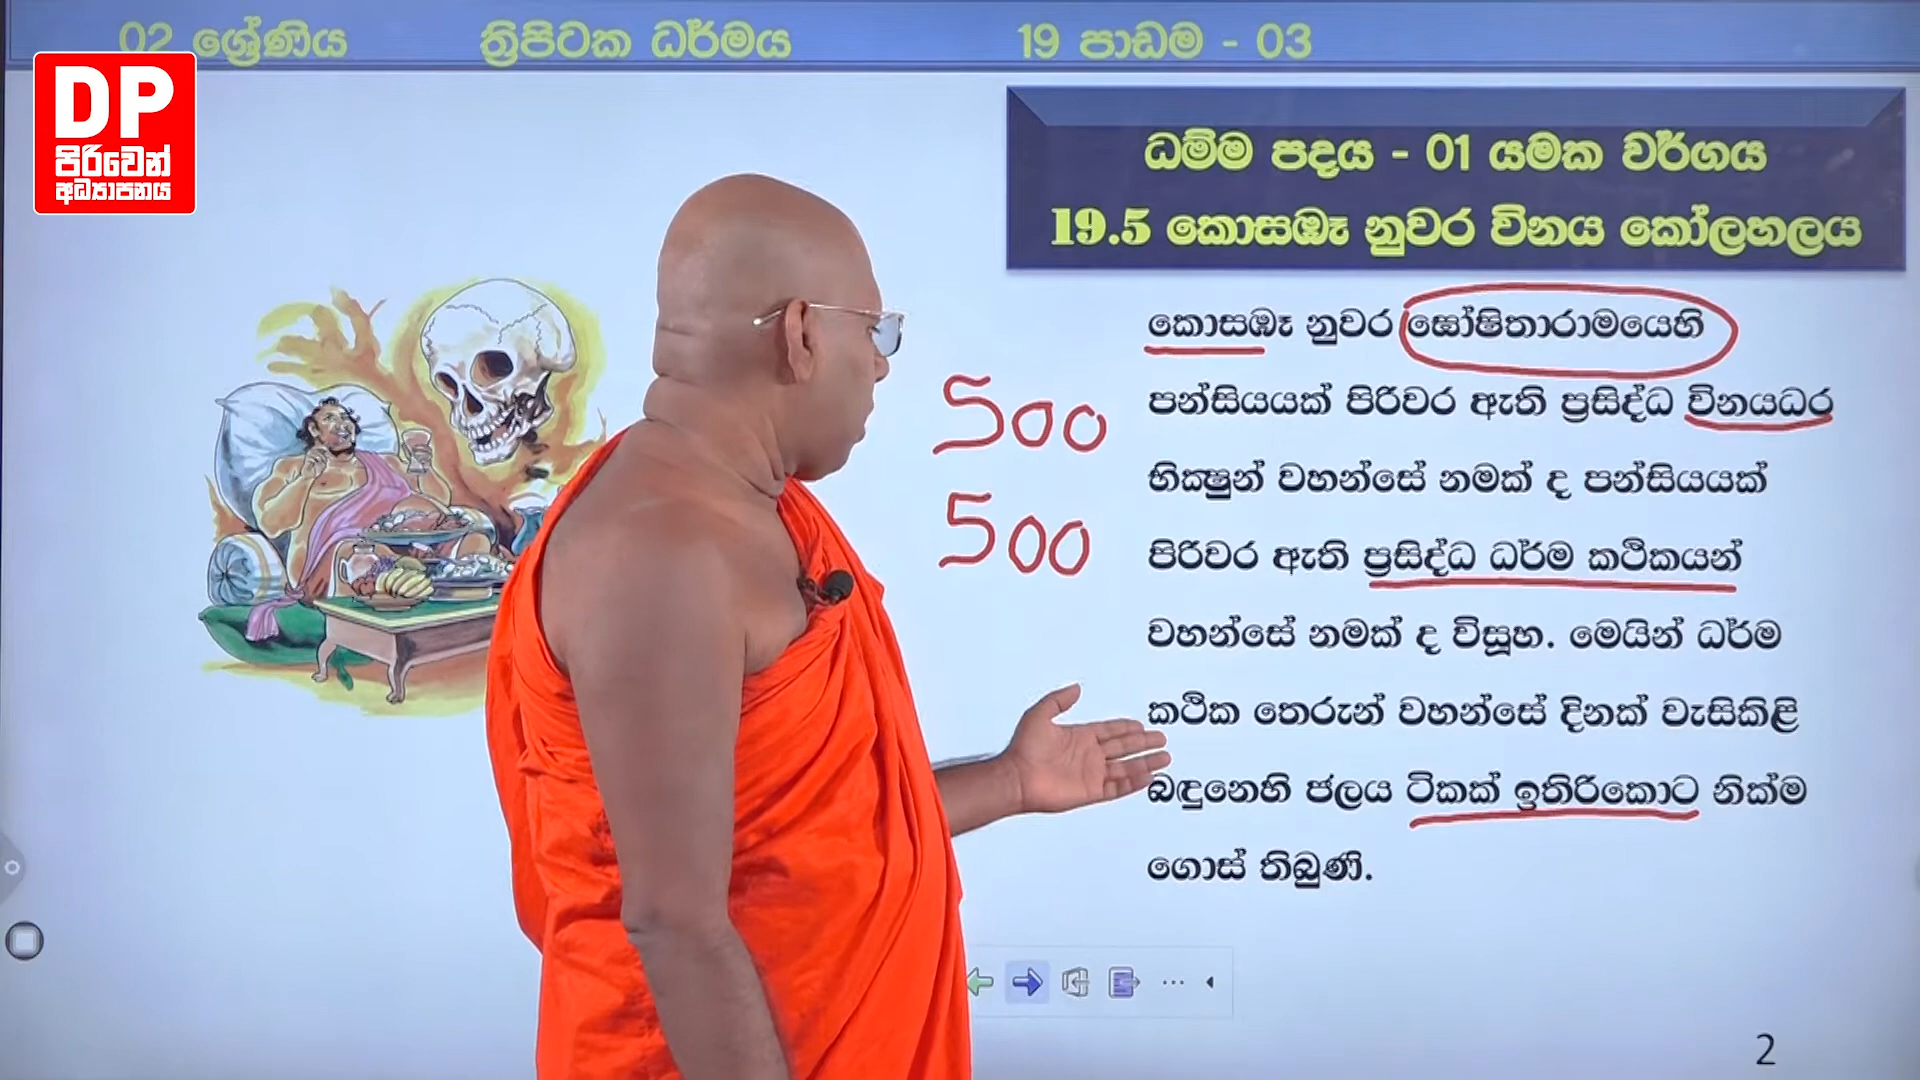 02 ශ්‍රේණිය ත්‍රිපිටක ධර්මය 19 පාඩම - 03
DP
පිරිවෙන්
අධ්‍යාපනය
ධම්ම පදය - 01 යමක වර්ගය
19.5 කොසඹෑ නුවර විනය කෝලහලය
කොසඹෑ නුවර ඝෝෂිතාරාමයෙහි
500 පන්සියයක් පිරිවර ඇති ප්‍රසිද්ධ විනයධර
භික්‍ෂුන් වහන්සේ නමක් ද පන්සියයක්
500 පිරිවර ඇති ප්‍රසිද්ධ ධර්ම කථිකයන්
වහන්සේ නමක් ද විසූහ. මෙයින් ධර්ම
කථික තෙරුන් වහන්සේ දිනක් වැසිකිළි
බඳුනෙහි ජලය ටිකක් ඉතිරිකොට නික්ම
ගොස් තිබුණි.
2